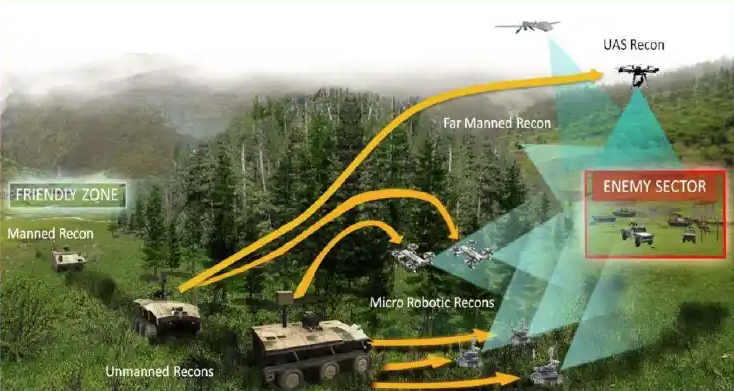 UAS Recon
Far Manned Recon
FRIENDLY ZONE
ENEMY SECTOR
Manned Recon
Micro Robotic Recons
Unmanned Recons